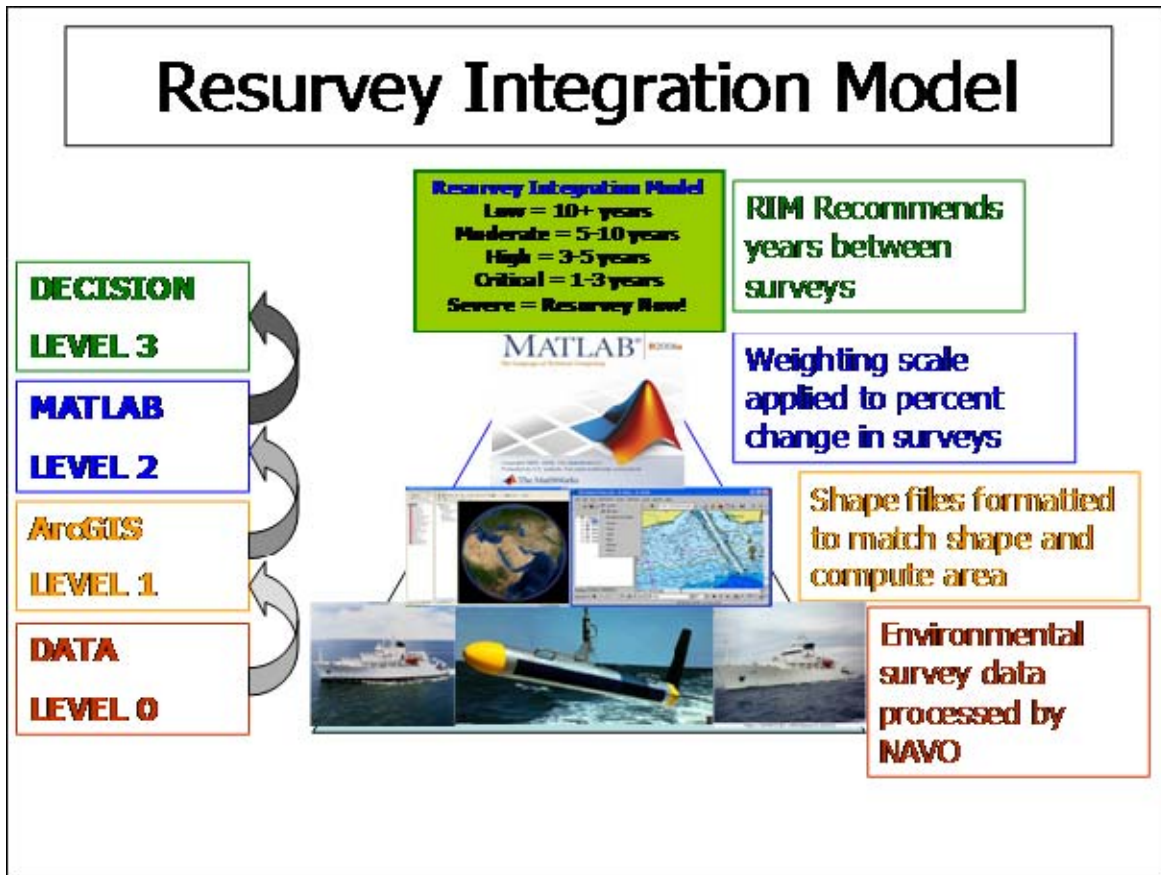 Resurvey Integration Model
Resurvey Integration Model
Low = 10+ years
Moderate = 5-10 years
High = 3-5 years
Critical = 1-3 years
Severe = Resurvey Now!
RIM Recommends
years between
surveys
DECISION
LEVEL 3
MATLAB®
MATLAB
LEVEL 2
Weighting scale
applied to percent
change in surveys
The MathWorks
ArcGIS
LEVEL 1
Shape files formatted
to match shape and
compute area
DATA
LEVEL 0
Environmental
survey data
processed by
NAVO